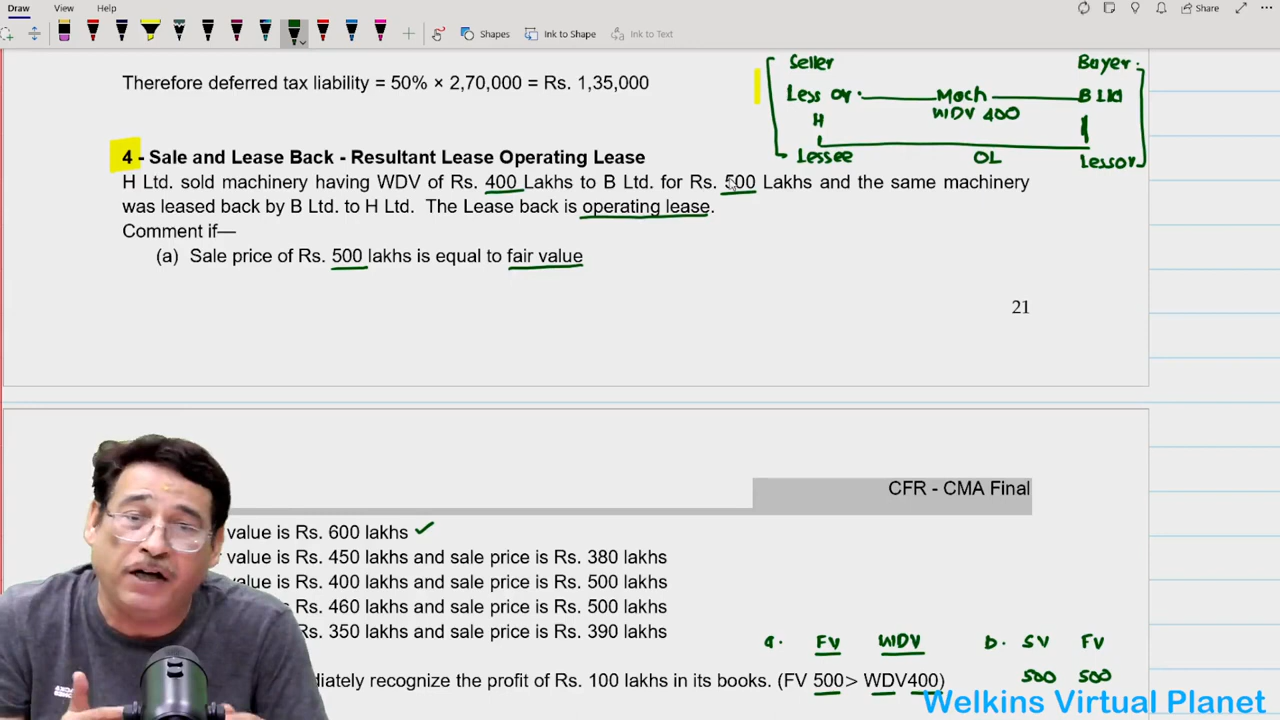 Draw View Help Share
Shapes Ink to Shape Ink to Text
Therefore deferred tax liability = 50% × 2,70,000 = Rs. 1,35,000
Seller Buyer.
Less or. Mach B Ltd
H WDV 400
Lessee OL Lessor
4 - Sale and Lease Back - Resultant Lease Operating Lease
H Ltd. sold machinery having WDV of Rs. 400 Lakhs to B Ltd. for Rs. 500 Lakhs and the same machinery
was leased back by B Ltd. to H Ltd. The Lease back is operating lease.
Comment if—
(a) Sale price of Rs. 500 lakhs is equal to fair value
21
CFR - CMA Final
value is Rs. 600 lakhs
value is Rs. 450 lakhs and sale price is Rs. 380 lakhs
value is Rs. 400 lakhs and sale price is Rs. 500 lakhs
s Rs. 460 lakhs and sale price is Rs. 500 lakhs
Rs. 350 lakhs and sale price is Rs. 390 lakhs
a. FV WDV b. SV FV
diately recognize the profit of Rs. 100 lakhs in its books. (FV 500> WDV400) 500 500
Welkins Virtual Planet